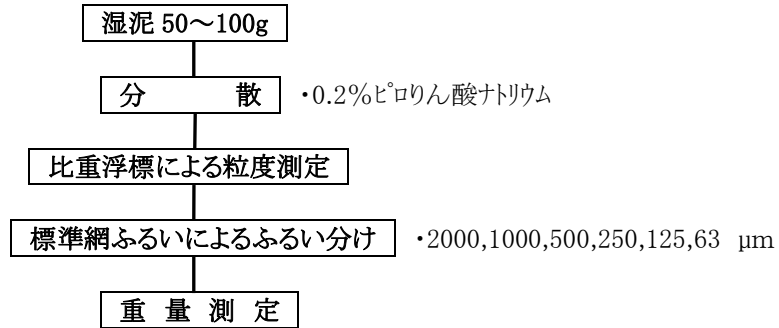 湿泥 50～100g
分　　　散　・0.2％ﾋﾟﾛりん酸ﾅﾄﾘｳﾑ
比重浮標による粒度測定
標準網ふるいによるふるい分け　・2000,1000,500,250,125,63 μm
重 量 測 定